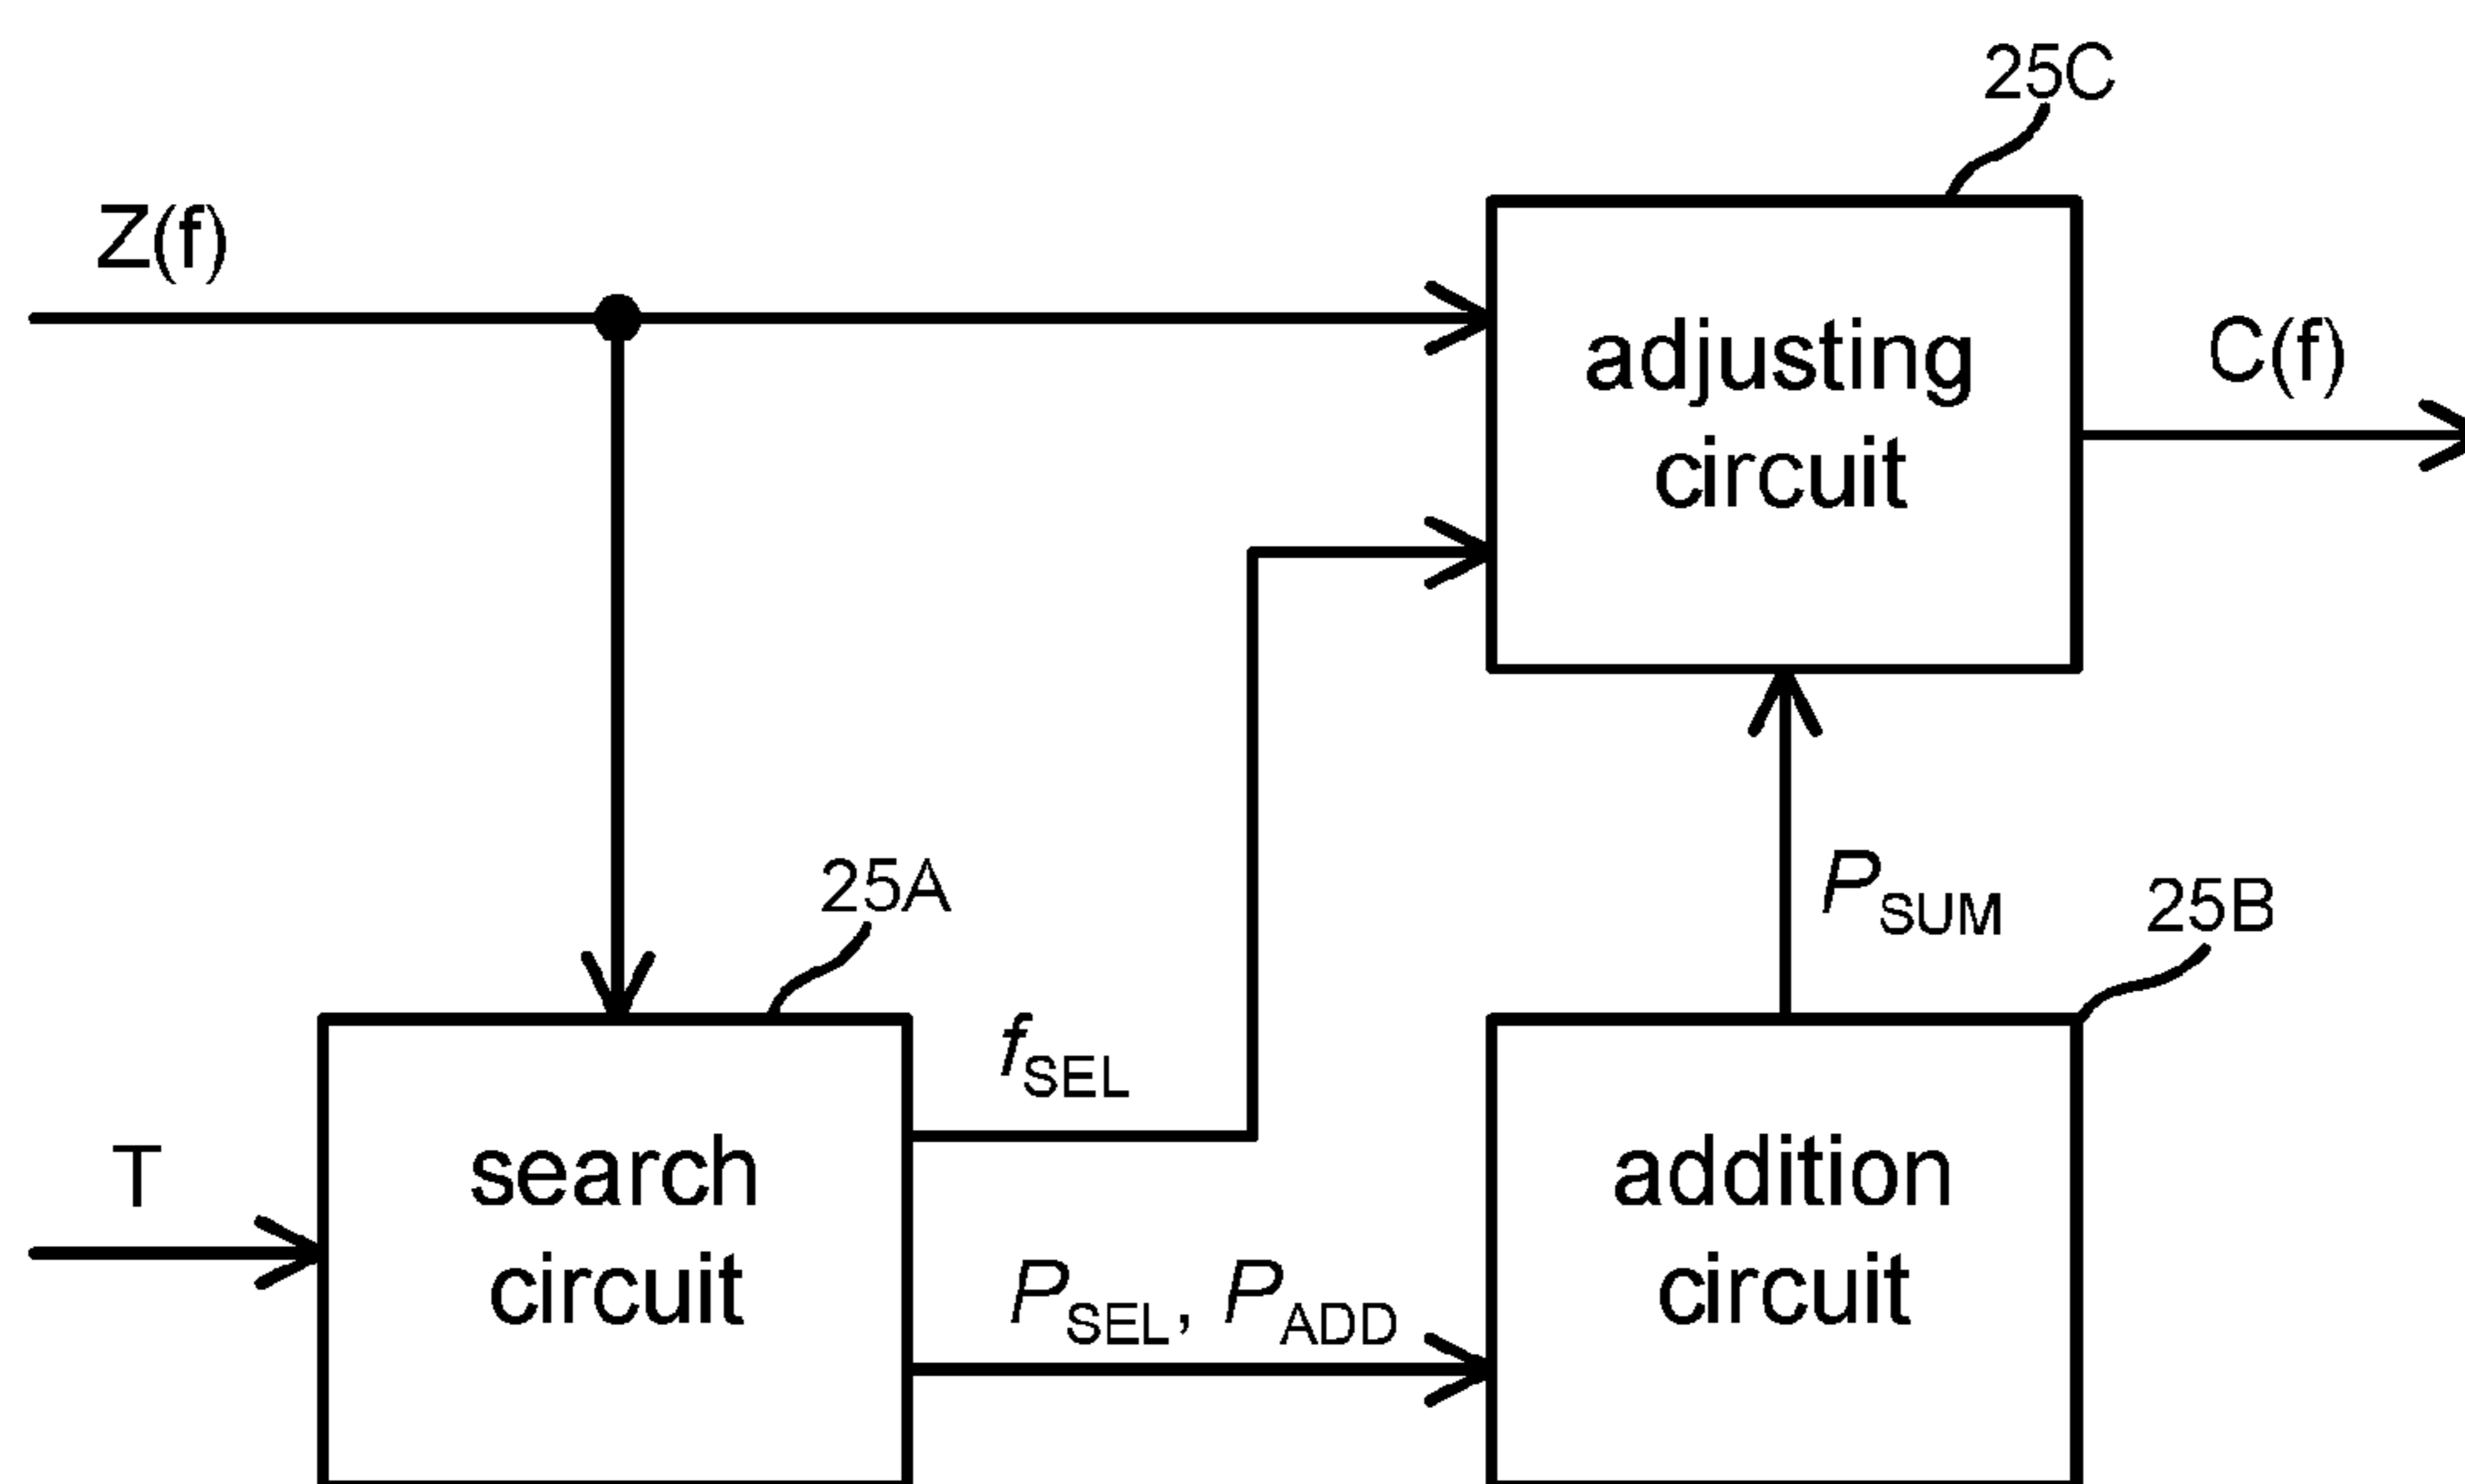 25C
Z(f)
adjusting
circuit
C(f)
25A
P_SUM
25B
f_SEL
T
search
circuit
addition
circuit
P_SEL, P_ADD